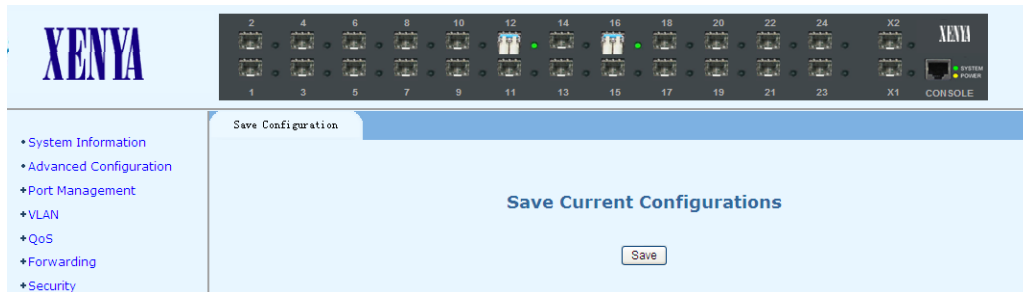 XENYA
2 4 6 8 10 12 14 16 18 20 22 24 X2
XENYA
SYSTEM
POWER
1 3 5 7 9 11 13 15 17 19 21 23 X1 CONSOLE
Save Configuration
System Information
Advanced Configuration
Port Management
VLAN
QoS
Forwarding
Security
Save Current Configurations
Save